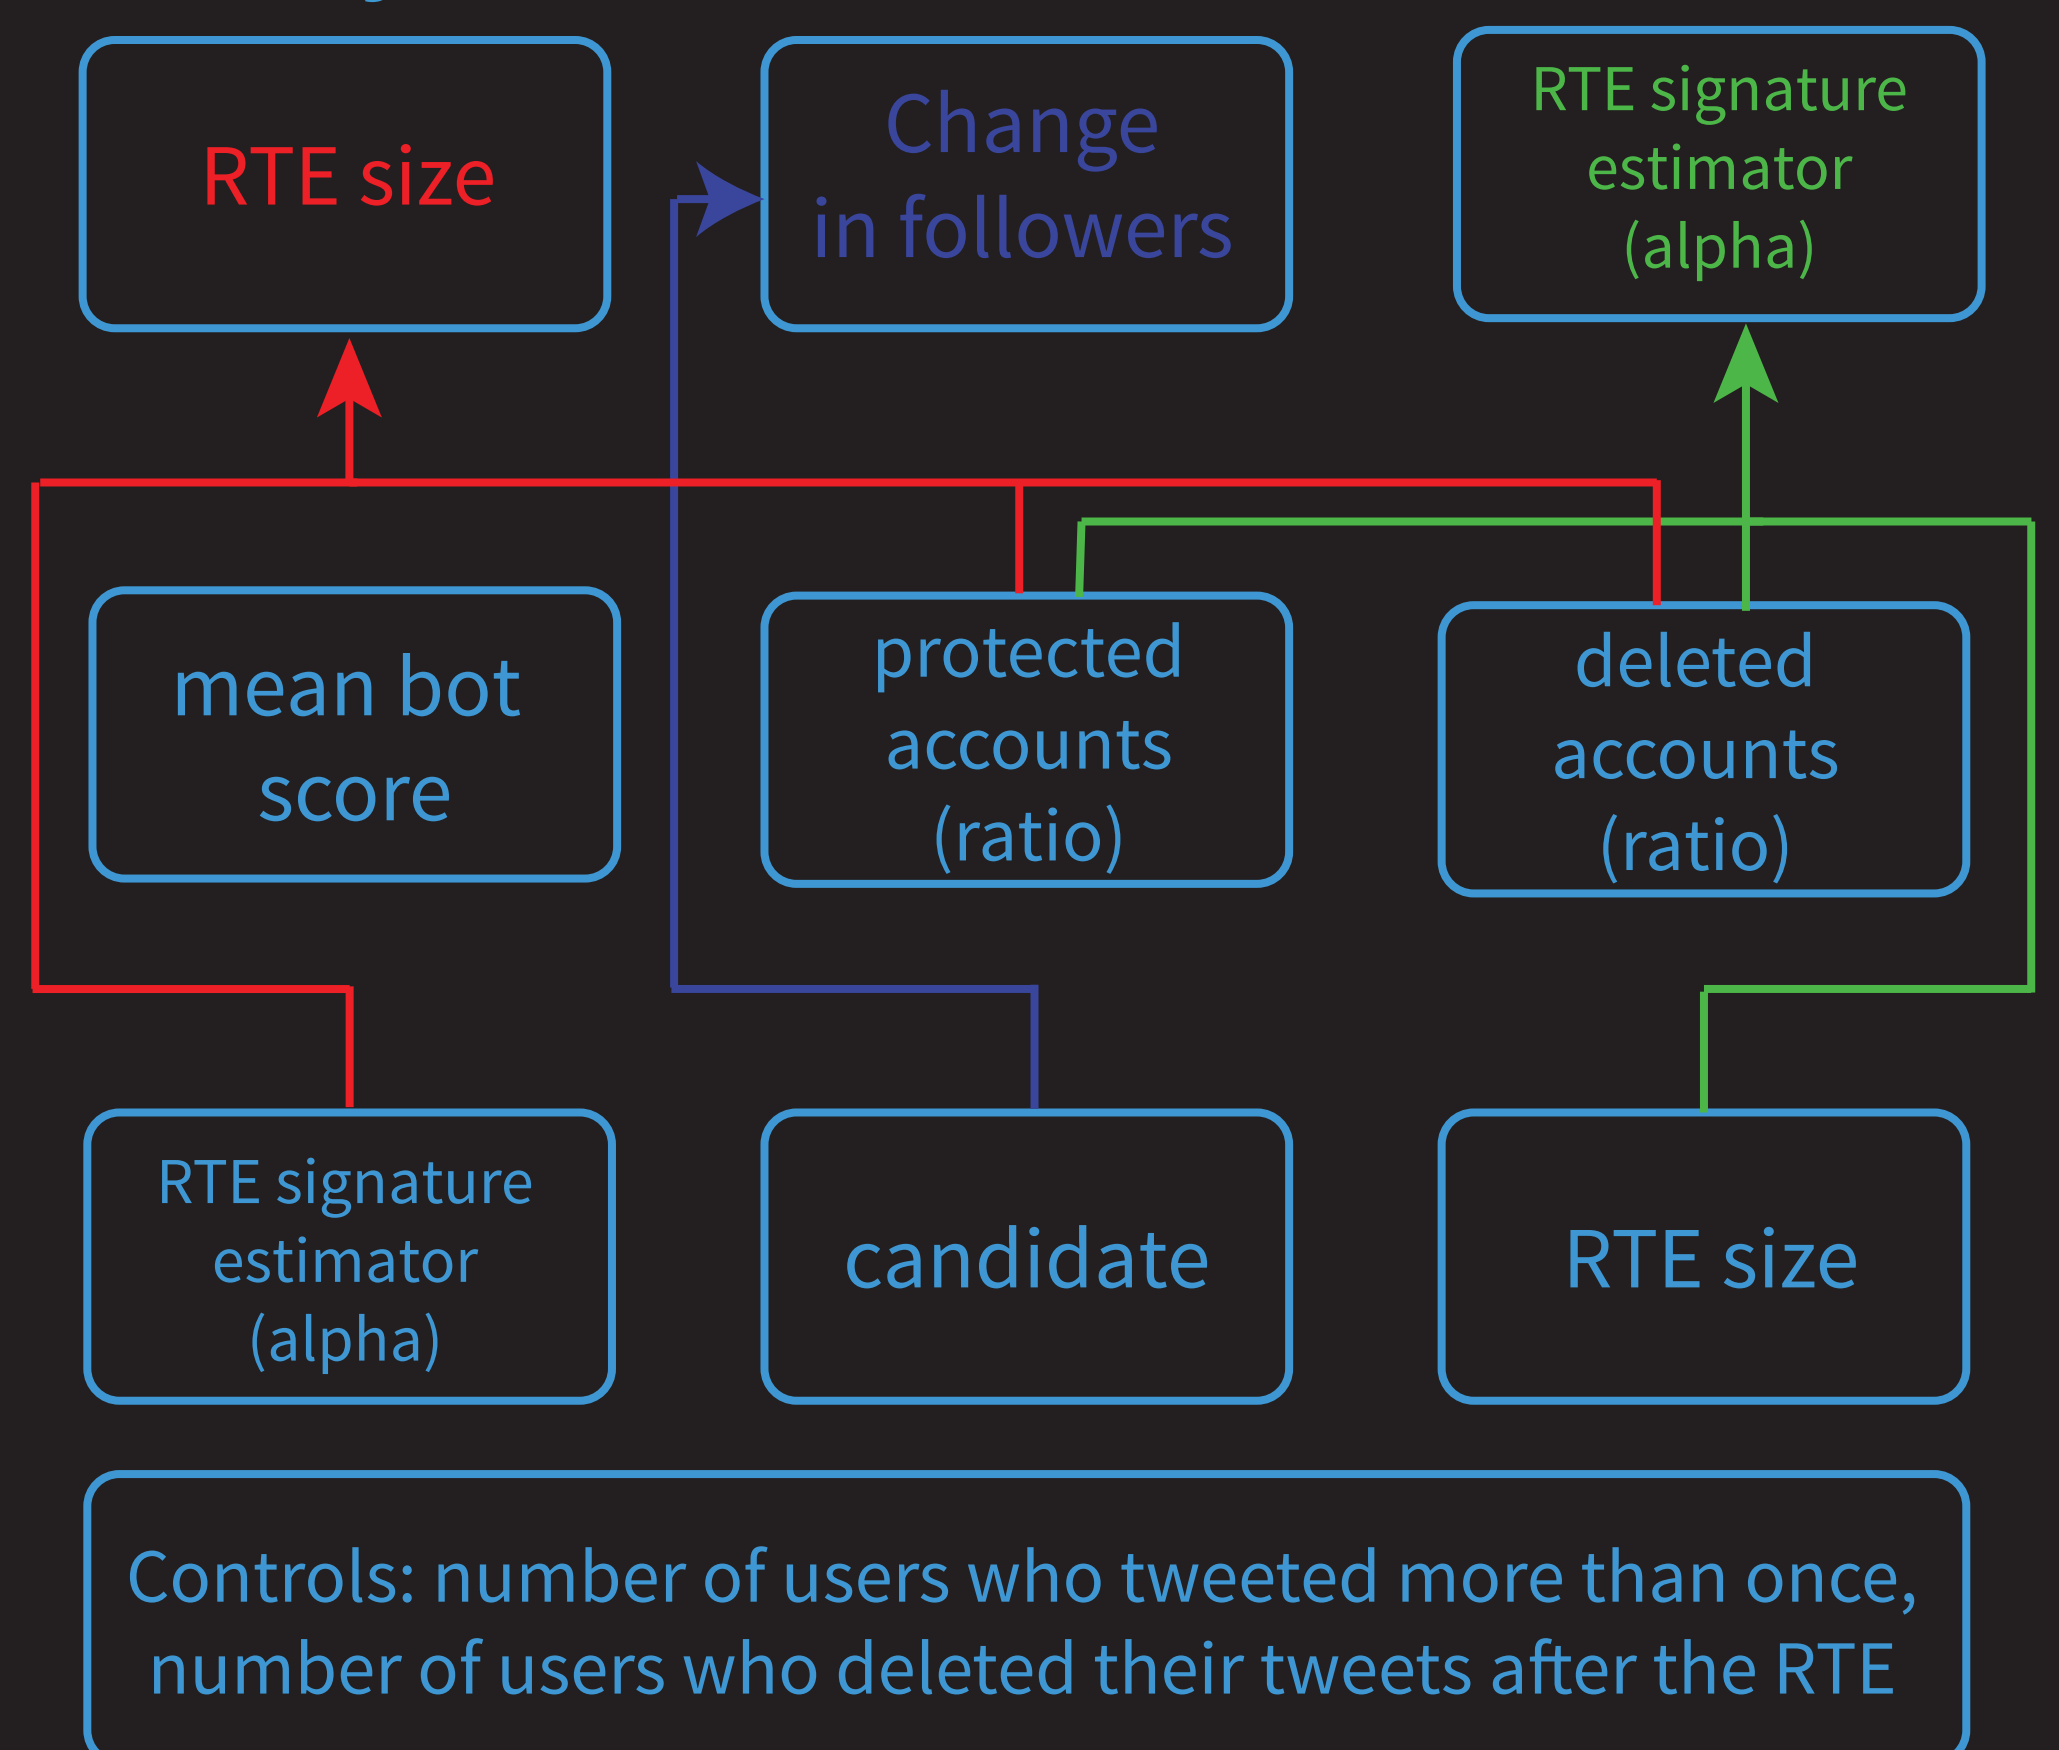 RTE size
Change
in followers
RTE signature
estimator
(alpha)
mean bot
score
protected
accounts
(ratio)
deleted
accounts
(ratio)
RTE signature
estimator
(alpha)
candidate
RTE size
Controls: number of users who tweeted more than once,
number of users who deleted their tweets after the RTE